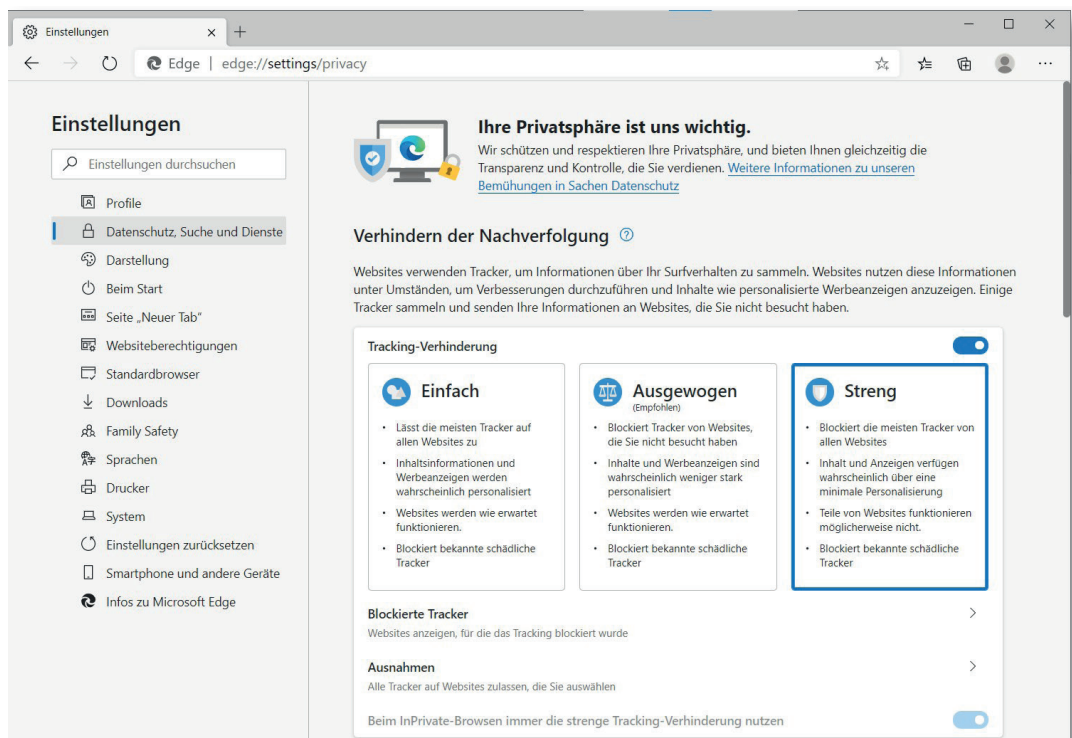 Einstellungen
Edge | edge://settings/privacy
Einstellungen
Einstellungen durchsuchen
Profile
Datenschutz, Suche und Dienste
Darstellung
Beim Start
Seite „Neuer Tab"
Websiteberechtigungen
Standardbrowser
Downloads
Family Safety
Sprachen
Drucker
System
Einstellungen zurücksetzen
Smartphone und andere Geräte
Infos zu Microsoft Edge
Ihre Privatsphäre ist uns wichtig.
Wir schützen und respektieren Ihre Privatsphäre, und bieten Ihnen gleichzeitig die
Transparenz und Kontrolle, die Sie verdienen. Weitere Informationen zu unseren
Bemühungen in Sachen Datenschutz
Verhindern der Nachverfolgung
Websites verwenden Tracker, um Informationen über Ihr Surfverhalten zu sammeln. Websites nutzen diese Informationen
unter Umständen, um Verbesserungen durchzuführen und Inhalte wie personalisierte Werbeanzeigen anzuzeigen. Einige
Tracker sammeln und senden Ihre Informationen an Websites, die Sie nicht besucht haben.
Tracking-Verhinderung
Einfach
• Lässt die meisten Tracker auf
allen Websites zu
• Inhaltsinformationen und
Werbeanzeigen werden
wahrscheinlich personalisiert
• Websites werden wie erwartet
funktionieren.
• Blockiert bekannte schädliche
Tracker
Ausgewogen
(Empfohlen)
• Blockiert Tracker von Websites,
die Sie nicht besucht haben
• Inhalte und Werbeanzeigen sind
wahrscheinlich weniger stark
personalisiert
• Websites werden wie erwartet
funktionieren.
• Blockiert bekannte schädliche
Tracker
Streng
• Blockiert die meisten Tracker von
allen Websites
• Inhalt und Anzeigen verfügen
wahrscheinlich über eine
minimale Personalisierung
• Teile von Websites funktionieren
möglicherweise nicht.
• Blockiert bekannte schädliche
Tracker
Blockierte Tracker
Websites anzeigen, für die das Tracking blockiert wurde
Ausnahmen
Alle Tracker auf Websites zulassen, die Sie auswählen
Beim InPrivate-Browsen immer die strenge Tracking-Verhinderung nutzen